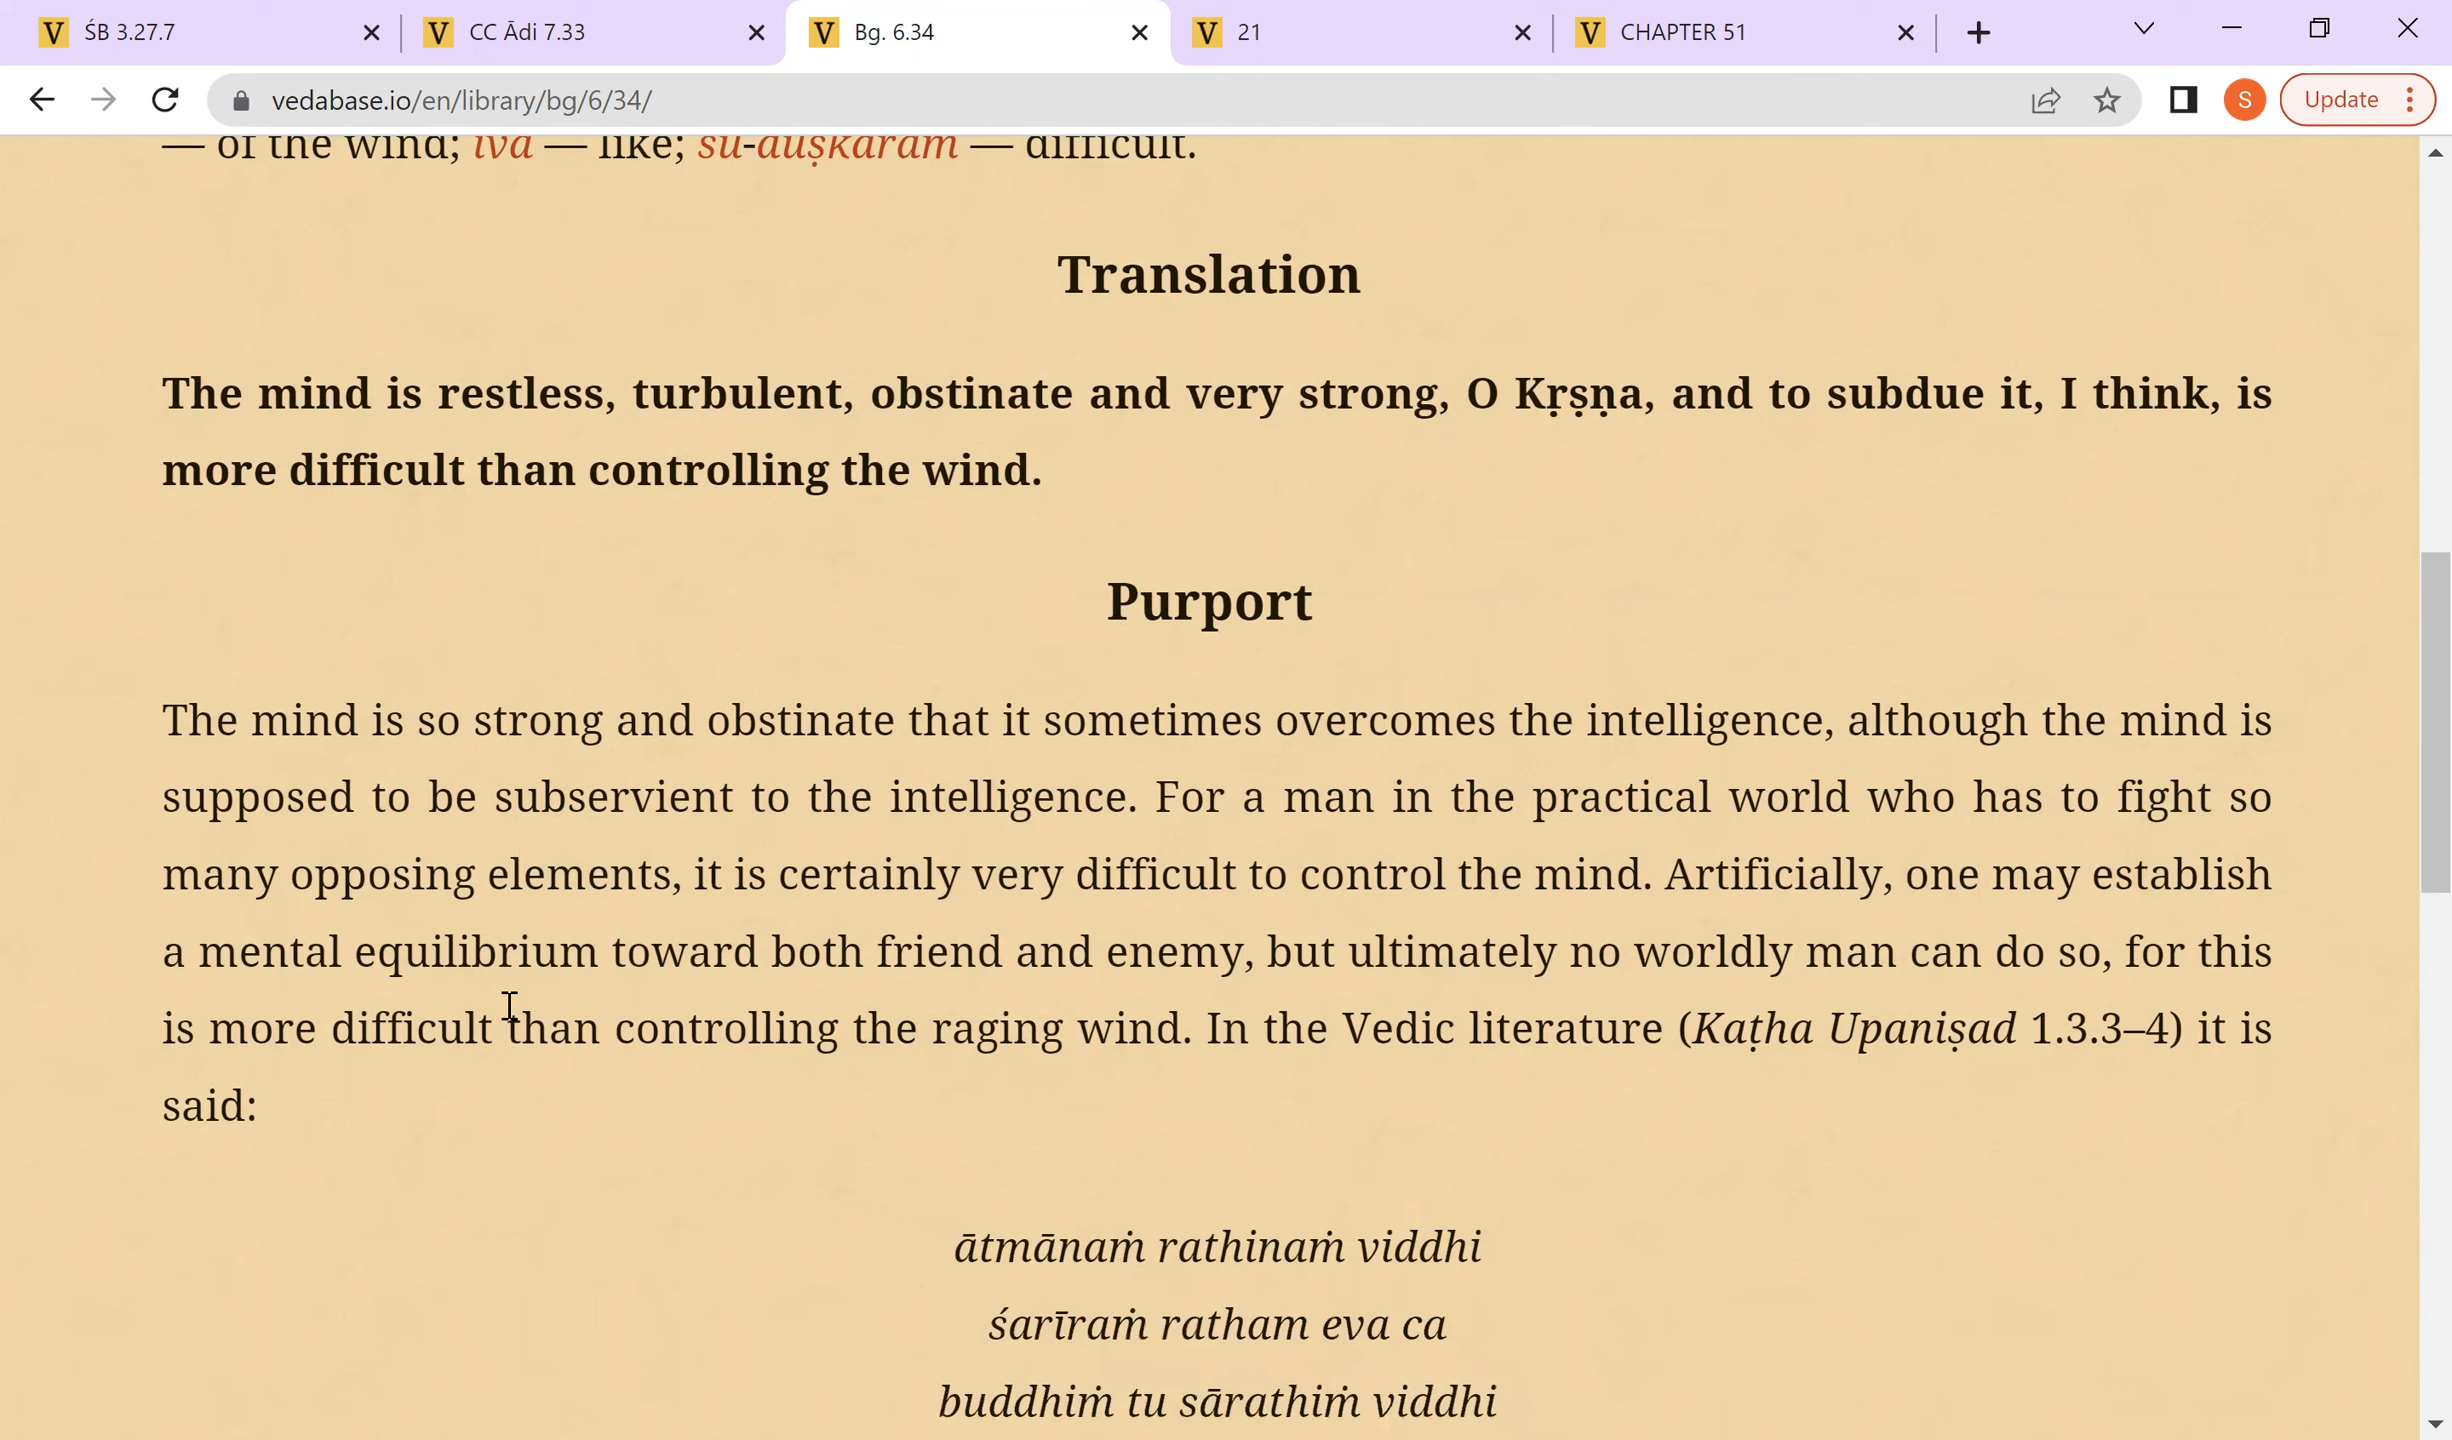 V ŚB 3.27.7
V CC Ādi 7.33
V Bg. 6.34
V 21
V CHAPTER 51
vedabase.io/en/library/bg/6/34/
S
Update
— of the wind; iva — like; su-duṣkaram — difficult.
Translation
The mind is restless, turbulent, obstinate and very strong, O Kṛṣṇa, and to subdue it, I think, is
more difficult than controlling the wind.
Purport
The mind is so strong and obstinate that it sometimes overcomes the intelligence, although the mind is
supposed to be subservient to the intelligence. For a man in the practical world who has to fight so
many opposing elements, it is certainly very difficult to control the mind. Artificially, one may establish
a mental equilibrium toward both friend and enemy, but ultimately no worldly man can do so, for this
is more difficult than controlling the raging wind. In the Vedic literature (Kaṭha Upaniṣad 1.3.3–4) it is
said:
ātmānaṁ rathinaṁ viddhi
śarīraṁ ratham eva ca
buddhiṁ tu sārathiṁ viddhi